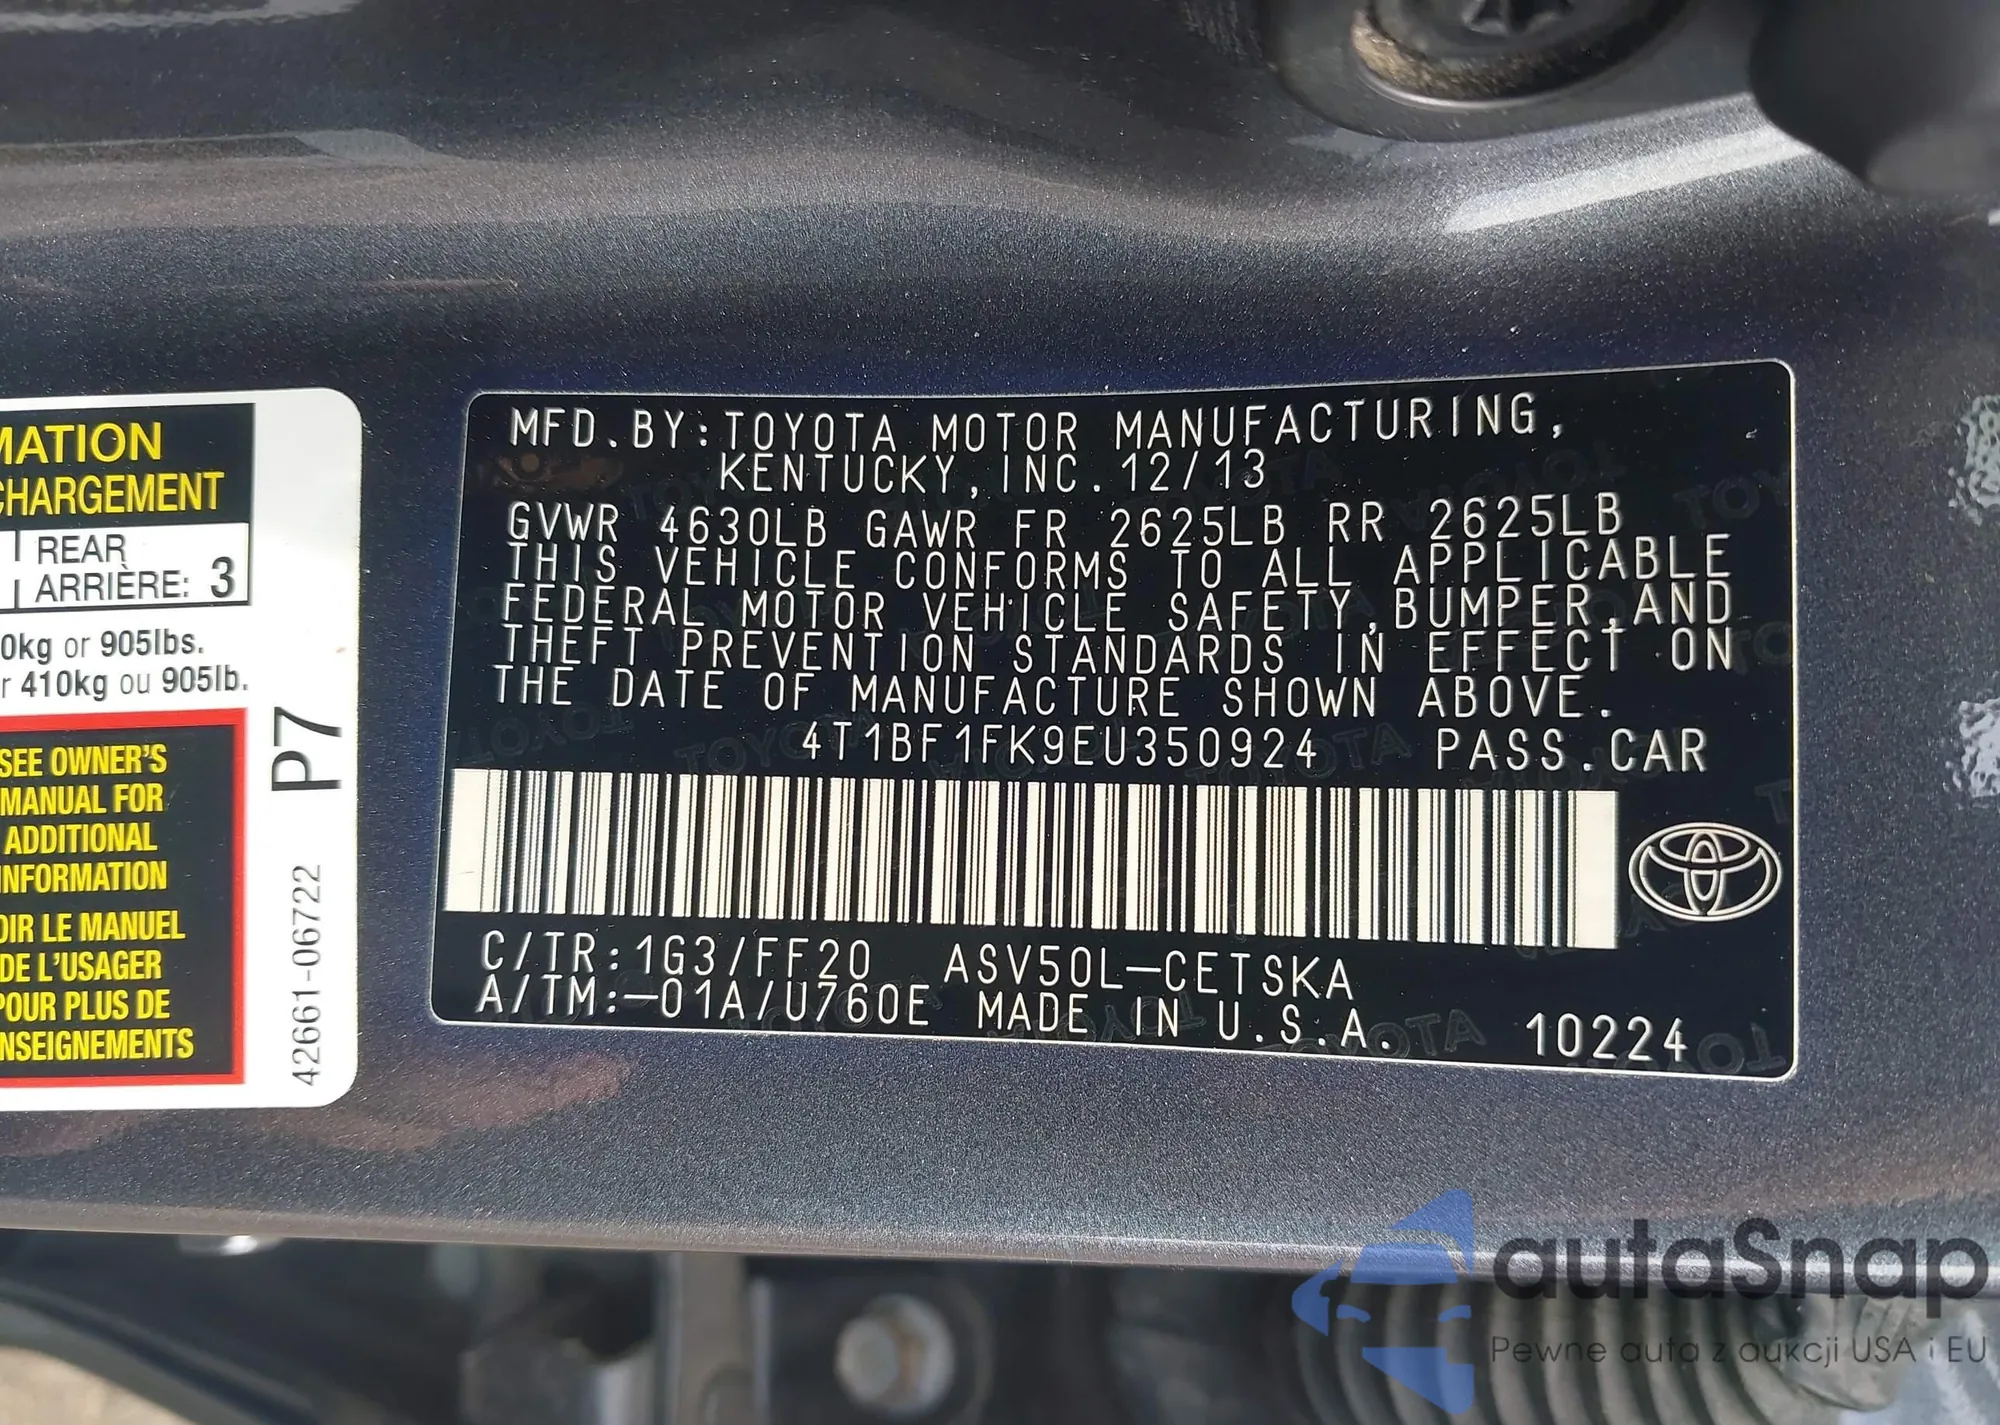 MATION
CHARGEMENT
REAR
ARRIÈRE: 3
0kg or 905lbs.
r 410kg ou 905lb.
SEE OWNER'S
MANUAL FOR
ADDITIONAL
INFORMATION
OIR LE MANUEL
DE L'USAGER
POUR PLUS DE
NSEIGNEMENTS
P7
42661-06722
MFD.BY:TOYOTA MOTOR MANUFACTURING,
KENTUCKY,INC.12/13
GVWR 4630LB GAWR FR 2625LB RR 2625LB
THIS VEHICLE CONFORMS TO ALL APPLICABLE
FEDERAL MOTOR VEHICLE SAFETY,BUMPER,AND
THEFT PREVENTION STANDARDS IN EFFECT ON
THE DATE OF MANUFACTURE SHOWN ABOVE.
4T1BF1FK9EU350924 PASS.CAR
C/TR:1G3/FF20 ASV50L-CETSKA
A/TM:-01A/U760E MADE IN U.S.A. 10224
autaSnap
Pewne auta z aukcji USA i EU